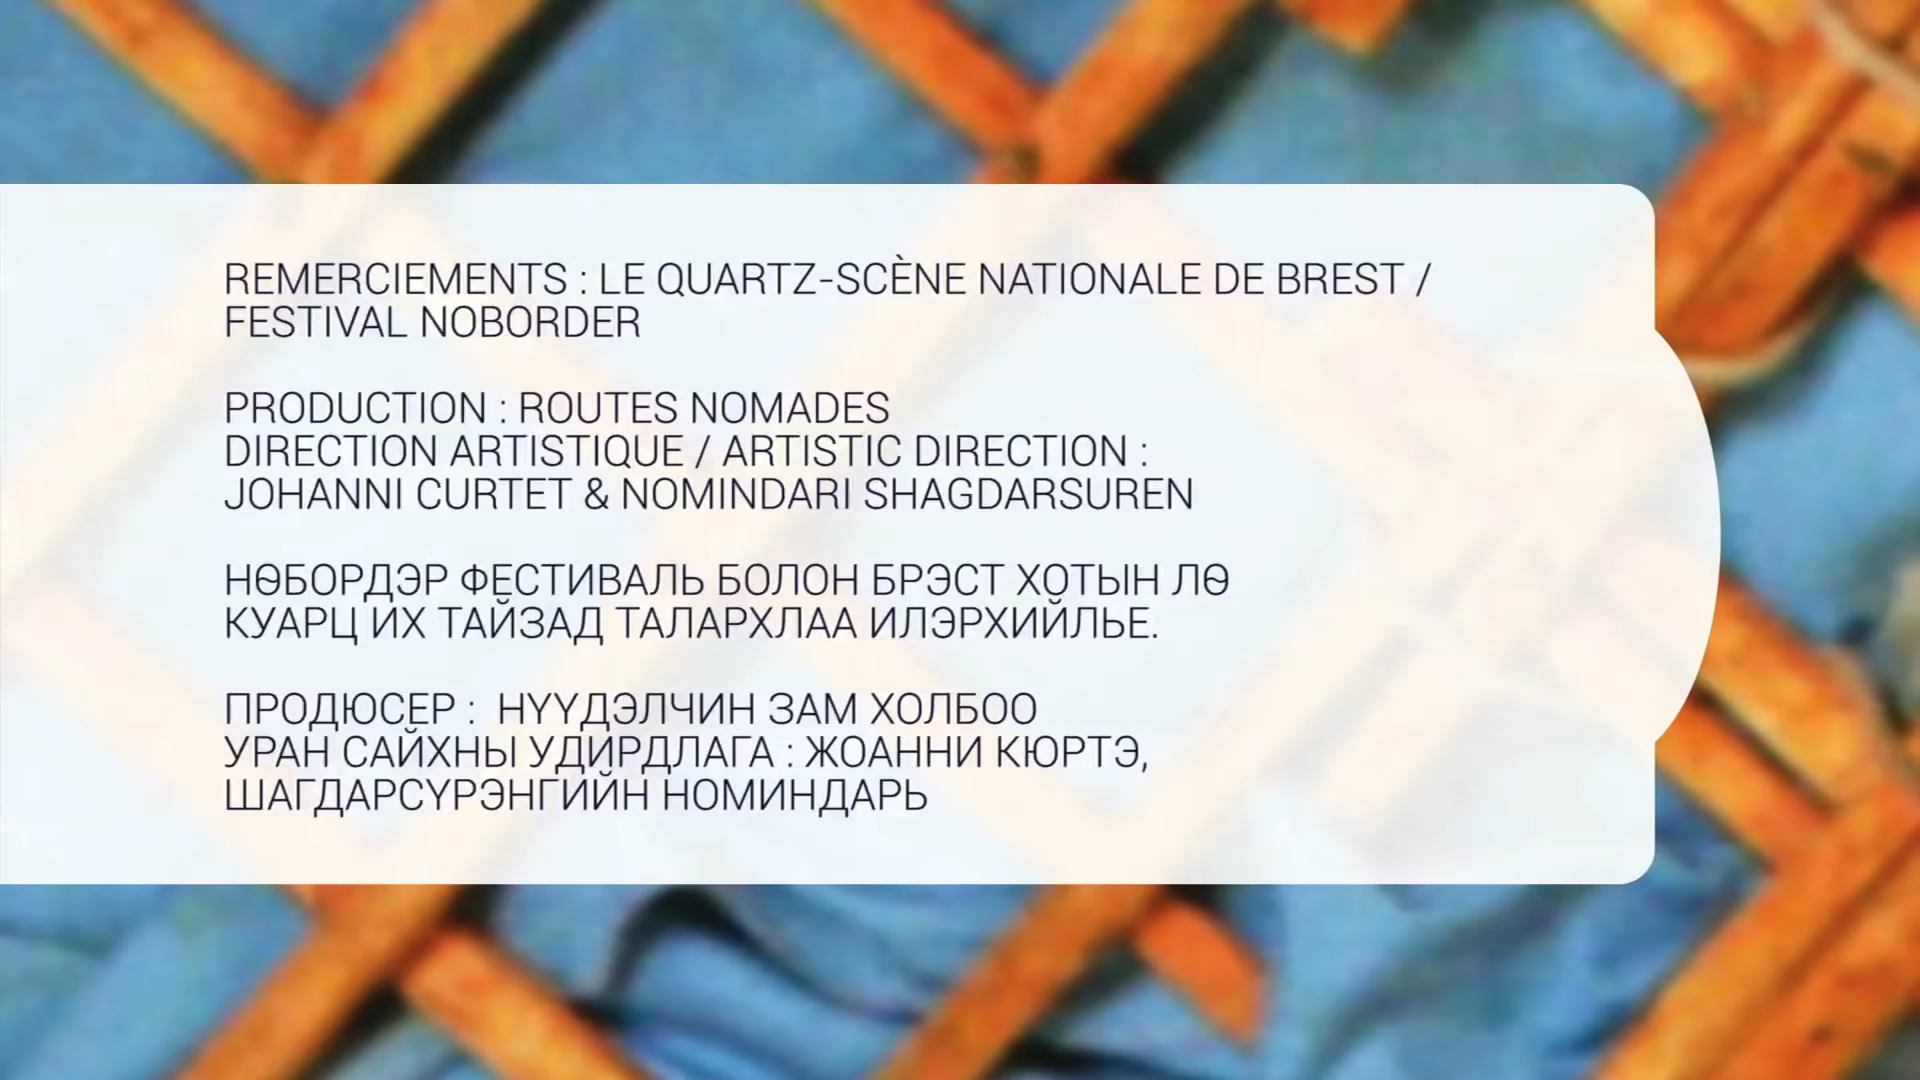 REMERCIEMENTS : LE QUARTZ-SCÈNE NATIONALE DE BREST /
FESTIVAL NOBORDER
PRODUCTION : ROUTES NOMADES
DIRECTION ARTISTIQUE / ARTISTIC DIRECTION :
JOHANNI CURTET & NOMINDARI SHAGDARSUREN
НӨБОРДЭР ФЕСТИВАЛЬ БОЛОН БРЭСТ ХОТЫН ЛӨ
КУАРЦ ИХ ТАЙЗАД ТАЛАРХЛАА ИЛЭРХИЙЛЬЕ.
ПРОДЮСЕР :  НҮҮДЭЛЧИН ЗАМ ХОЛБОО
УРАН САЙХНЫ УДИРДЛАГА : ЖОАННИ КЮРТЭ,
ШАГДАРСҮРЭНГИЙН НОМИНДАРЬ